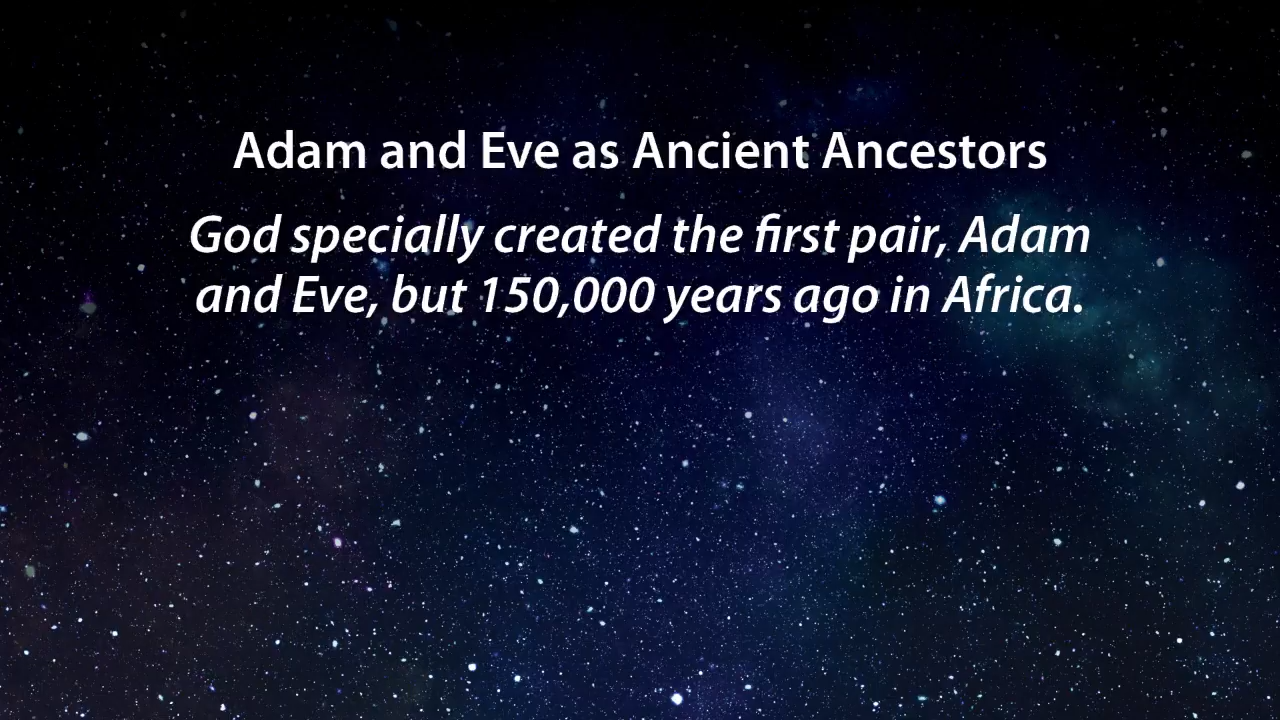 Adam and Eve as Ancient Ancestors
God specially created the first pair, Adam
and Eve, but 150,000 years ago in Africa.